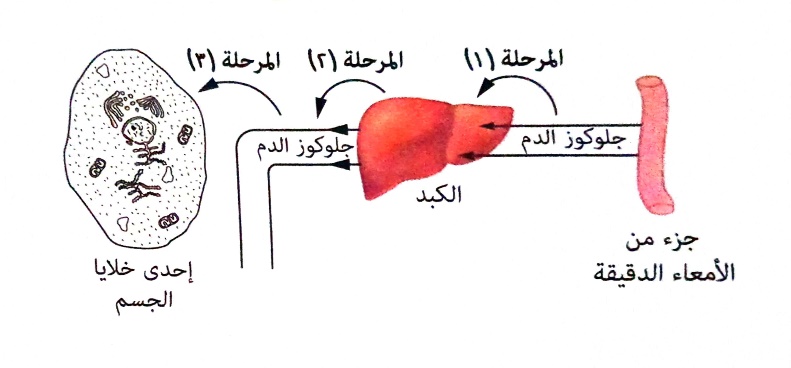 المرحلة (١)
المرحلة (٢)
المرحلة (٣)
جلوكوز الدم
جلوكوز الدم
الكبد
جزء من
الأمعاء الدقيقة
إحدى خلايا
الجسم